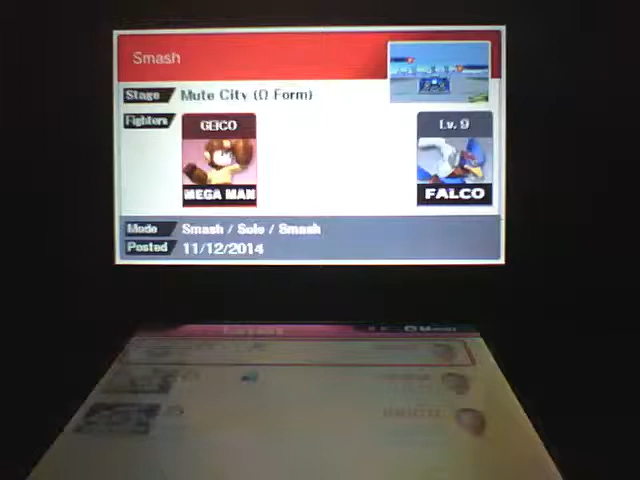 Smash
Stage Mute City (Ω Form)
Fighters
GEICO
MEGA MAN
Lv. 9
FALCO
Mode Smash / Solo / Smash
Posted 11/12/2014